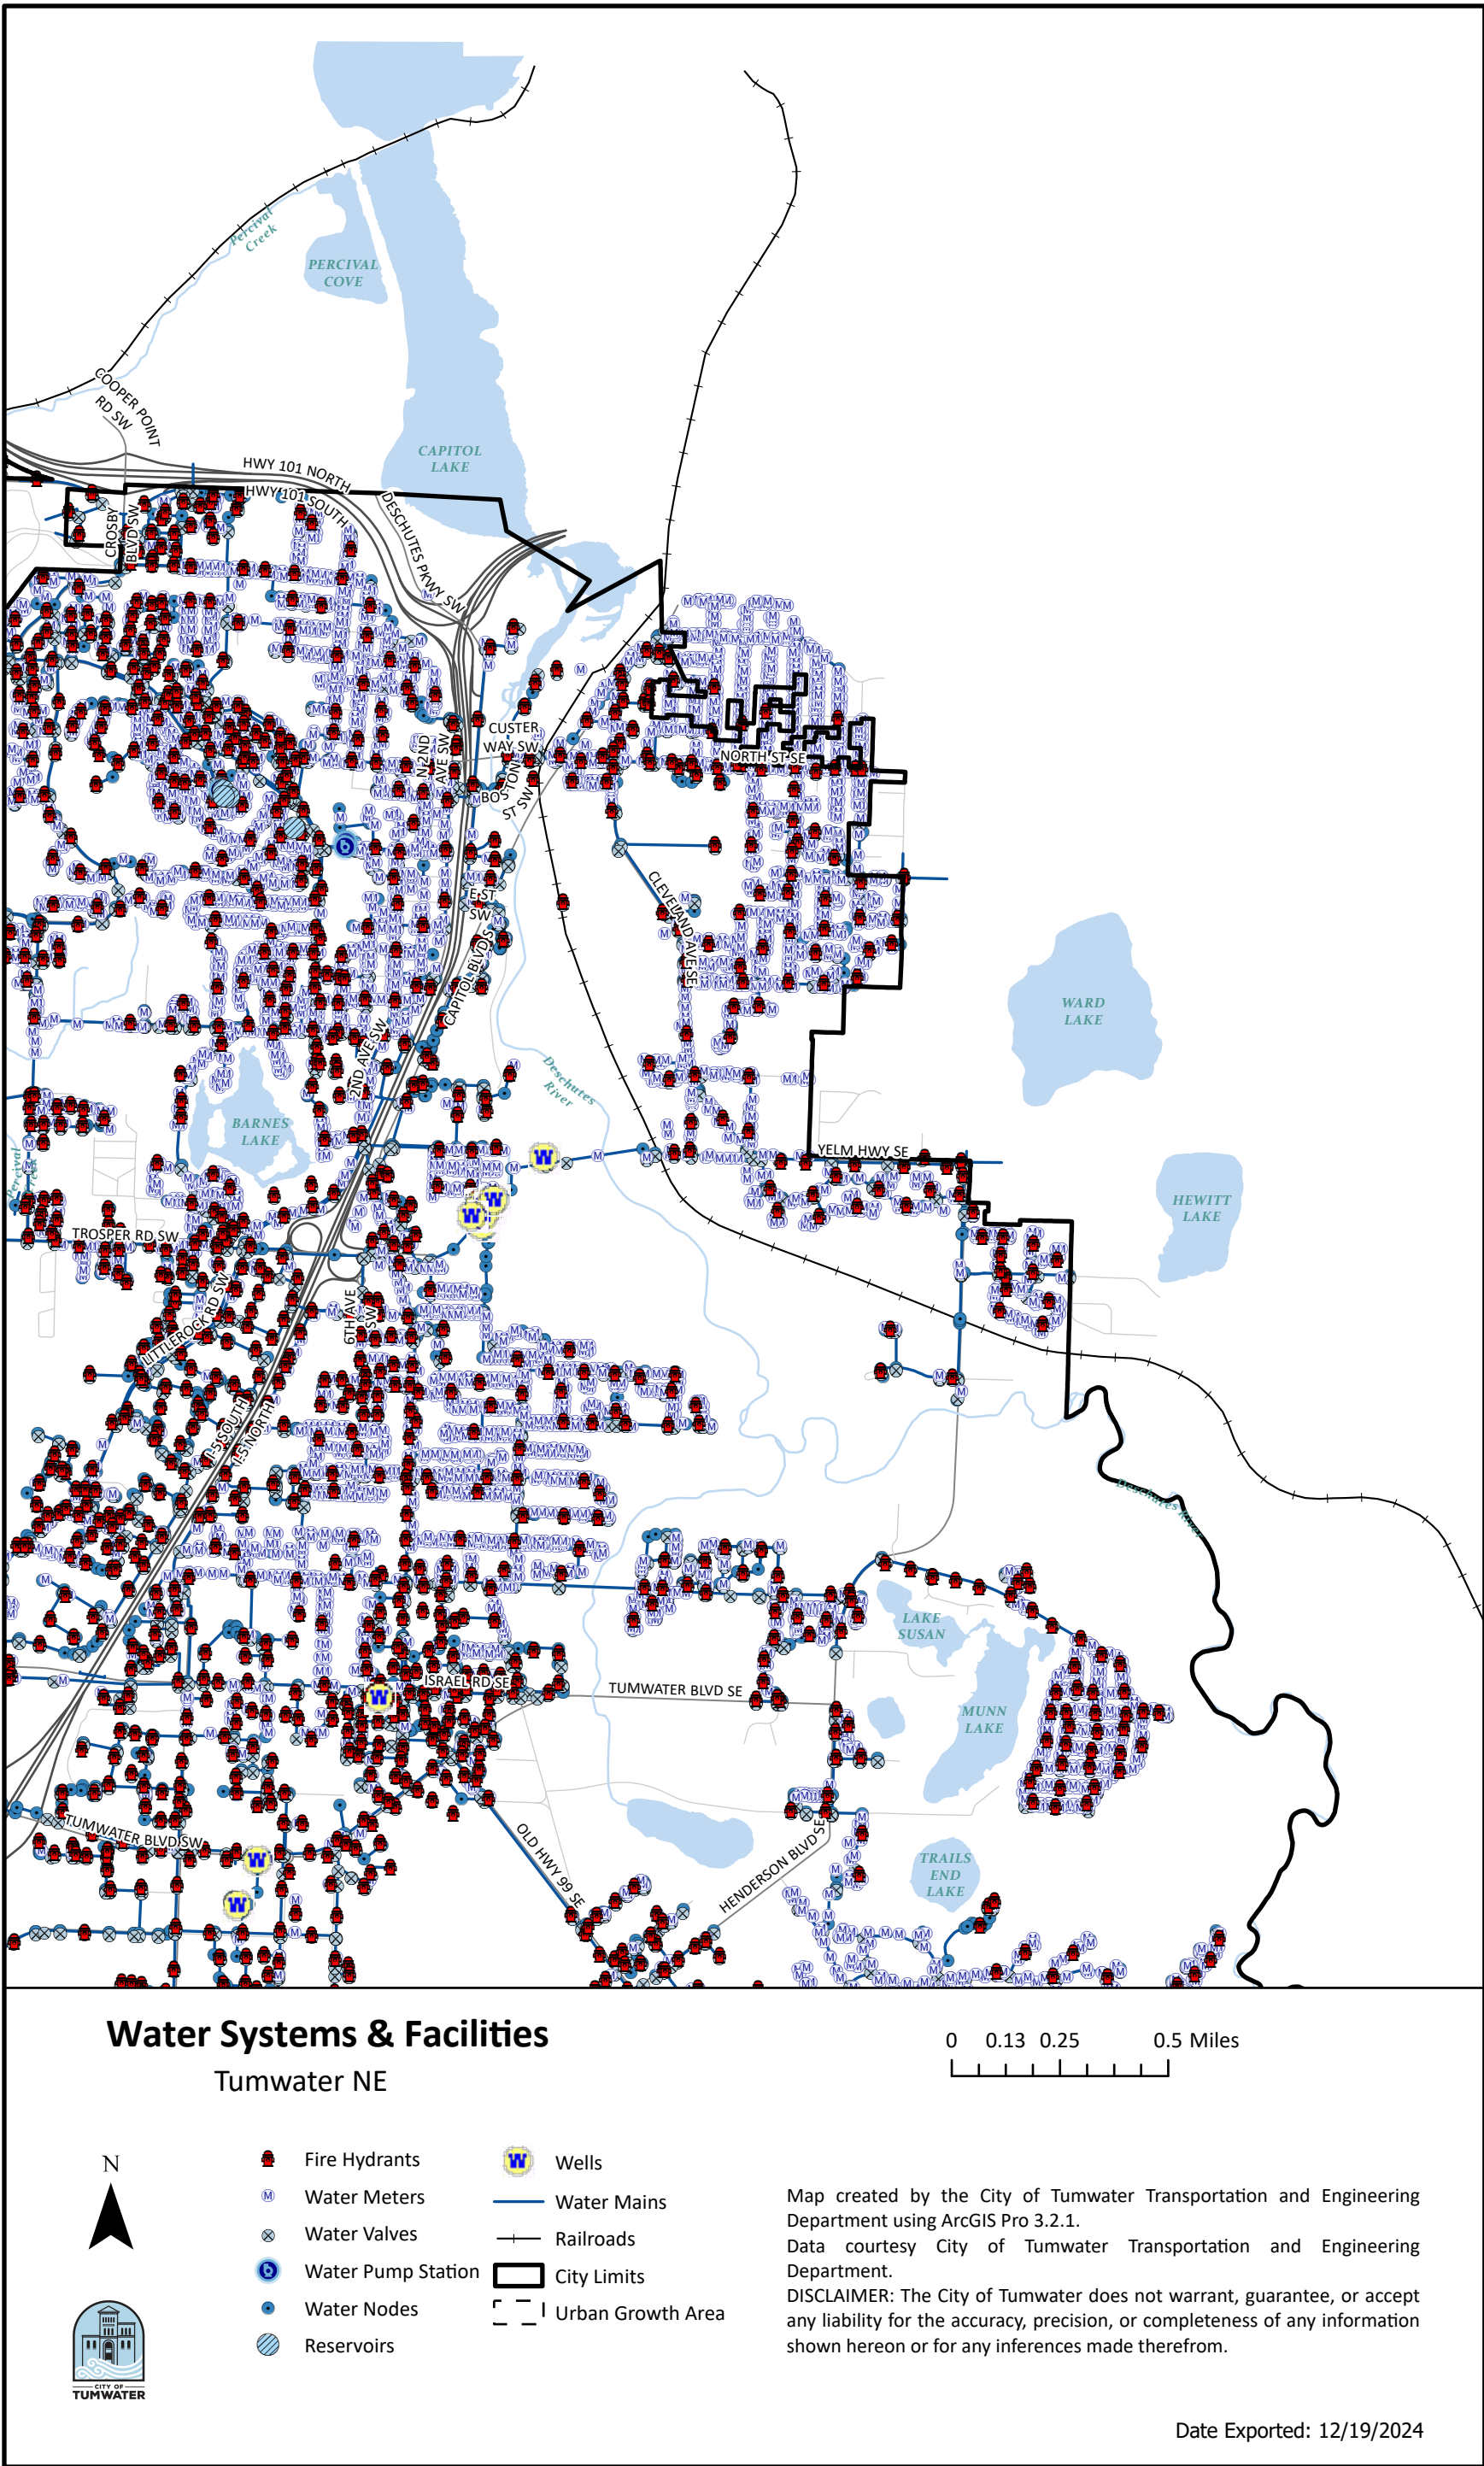 Percival
Creek
PERCIVAL
COVE
COOPER POINT
RD SW
CAPITOL
LAKE
HWY 101 NORTH
HWY 101 SOUTH
DESCHUTES PKWY SW
CROSBY
BLVD SW
CUSTER
WAY SW
N 2ND
AVE SW
NORTH ST SE
BOSTON
ST SW
CLEVELAND AVE SE
E ST
SW
CAPITOL BLVD S
WARD
LAKE
2ND AVE SW
Deschutes
River
BARNES
LAKE
YELM HWY SE
Percival
HEWITT
LAKE
TROSPER RD SW
6TH AVE
SW
LITTLEROCK RD SW
I-5 SOUTH
I-5 NORTH
Deschutes River
LAKE
SUSAN
ISRAEL RD SE
TUMWATER BLVD SE
MUNN
LAKE
TUMWATER BLVD SW
OLD HWY 99 SE
HENDERSON BLVD SE
TRAILS
END
LAKE
Water Systems & Facilities
Tumwater NE
0 0.13 0.25 0.5 Miles
N
Fire Hydrants
Water Meters
Water Valves
Water Pump Station
Water Nodes
Reservoirs
Wells
Water Mains
Railroads
City Limits
Urban Growth Area
Map created by the City of Tumwater Transportation and Engineering
Department using ArcGIS Pro 3.2.1.
Data courtesy City of Tumwater Transportation and Engineering
Department.
DISCLAIMER: The City of Tumwater does not warrant, guarantee, or accept
any liability for the accuracy, precision, or completeness of any information
shown hereon or for any inferences made therefrom.
CITY OF
TUMWATER
Date Exported: 12/19/2024